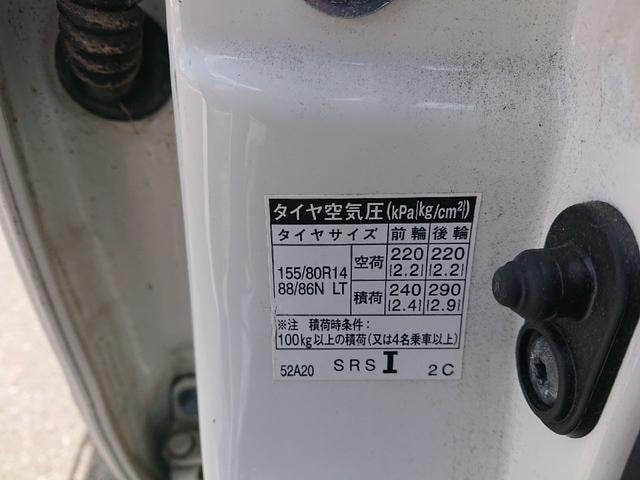 タイヤ空気圧(kPa{kg/cm²})
タイヤサイズ 前輪 後輪
155/80R14 88/86N LT 空荷 220{2.2} 220{2.2}
積荷 240{2.4} 290{2.9}
※注 積荷時条件:
100kg以上の積荷(又は4名乗車以上)
52A20 SRS I 2C